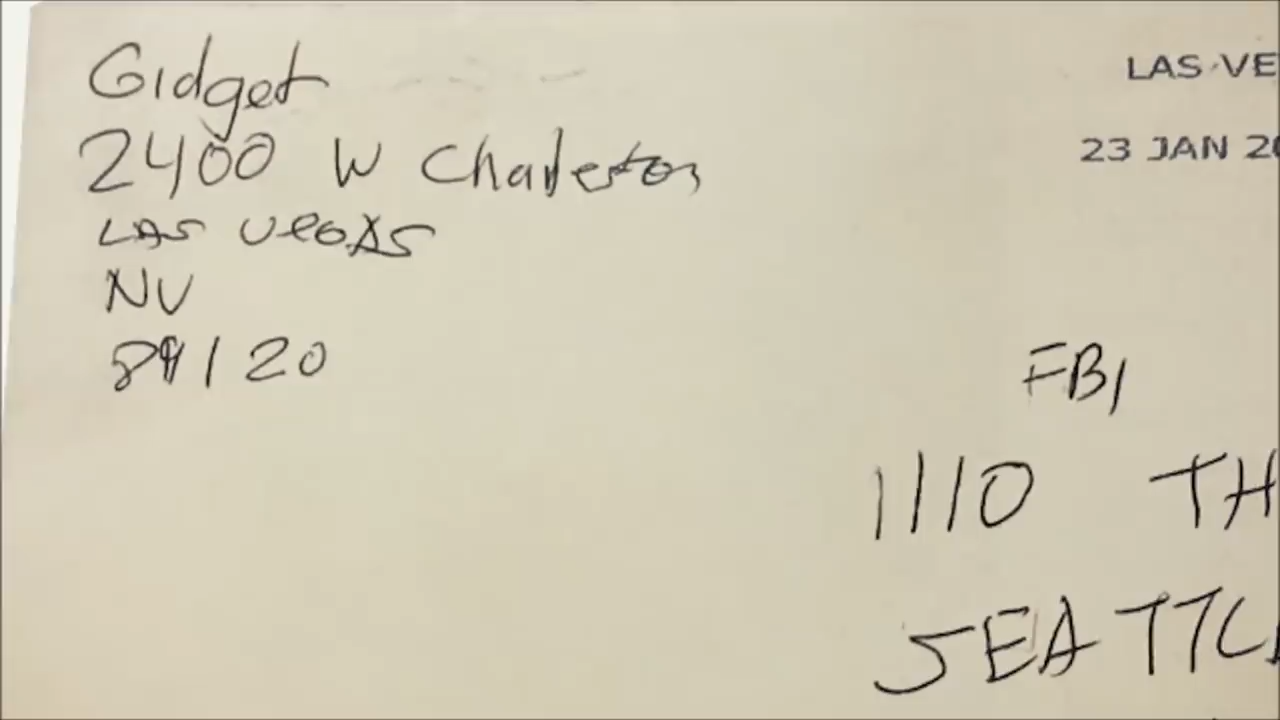 Gidget
2400 W Charleston
LAS VEGAS
NV
89120
LAS VE
23 JAN 20
FBI
1110 TH
SEATTL